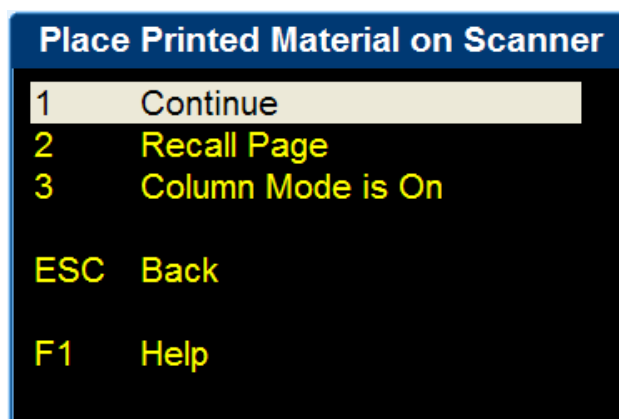 Place Printed Material on Scanner
1 Continue
2 Recall Page
3 Column Mode is On
ESC Back
F1 Help